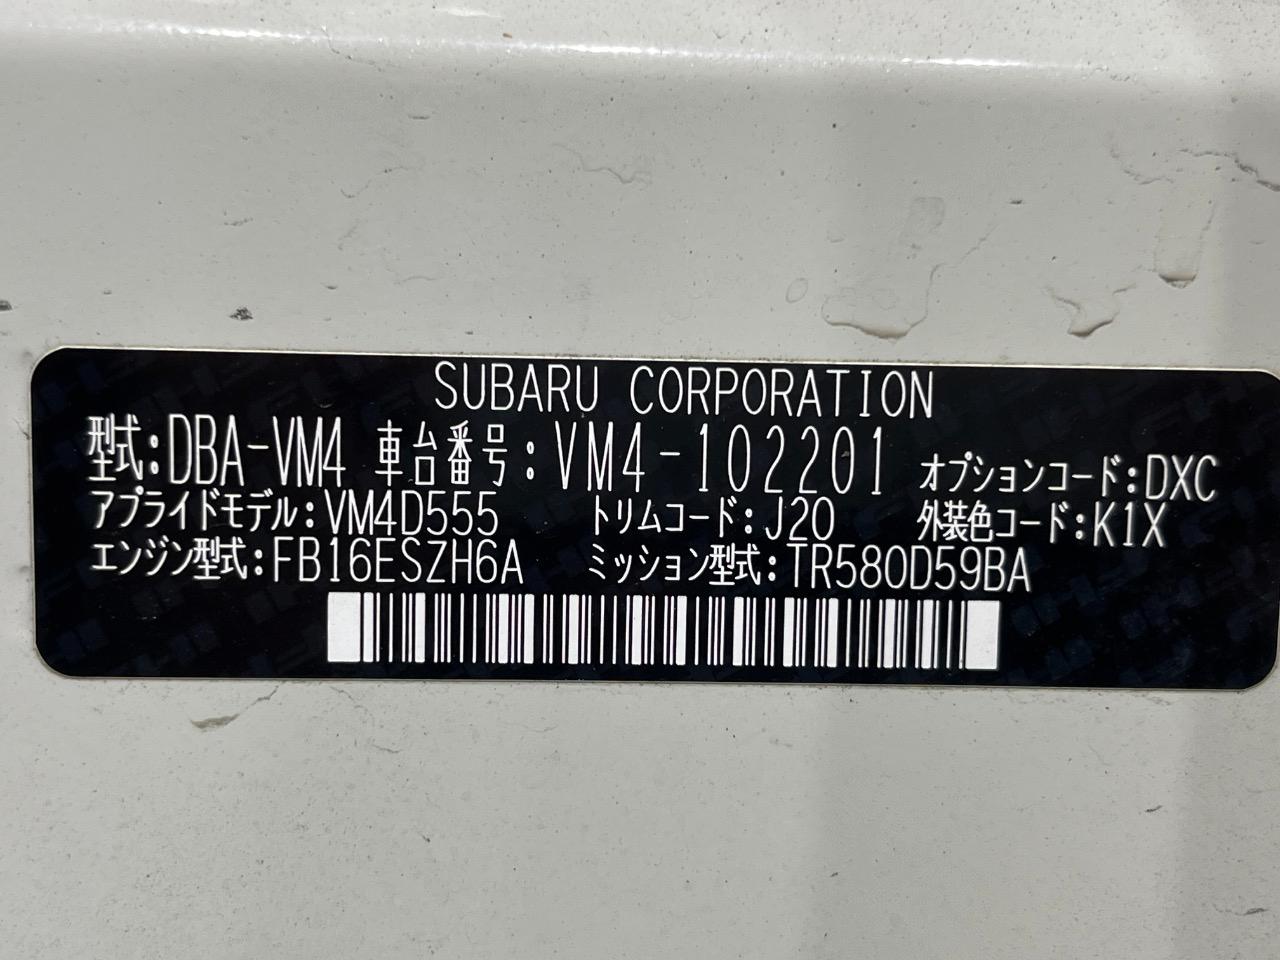 SUBARU CORPORATION
型式:DBA-VM4 車台番号:VM4-102201 オプションコード:DXC
アプライドモデル:VM4D555 トリムコード:J20 外装色コード:K1X
エンジン型式:FB16ESZH6A ミッション型式:TR580D59BA